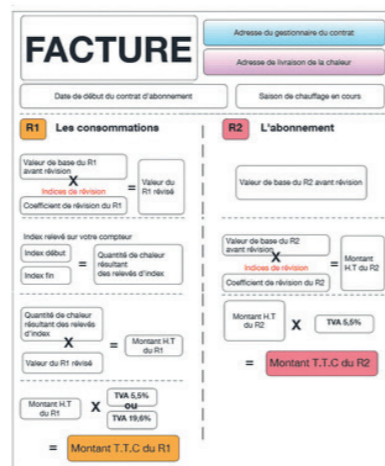 FACTURE
Adresse du gestionnaire du contrat
Adresse de livraison de la chaleur
Date de début du contrat d'abonnement
Saison de chauffage en cours
R1 Les consommations
Valeur de base du R1
avant révision
X
Indices de révision
Coefficient de révision du R1
=
Valeur du
R1 révisé
Index relevé sur votre compteur
Index début
Index fin
=
Quantité de chaleur
résultant
des relevés d'index
Quantité de chaleur
résultant des relevés
d'index
X
Valeur du R1 révisé
=
Montant H.T
du R1
Montant H.T
du R1
X
TVA 5,5%
ou
TVA 19,6%
= Montant T.T.C du R1
R2 L'abonnement
Valeur de base du R2 avant révision
Valeur de base du R2
avant révision
X
Indices de révision
Coefficient de révision du R2
=
Montant
H.T du R2
Montant H.T
du R2
X
TVA 5,5%
= Montant T.T.C du R2